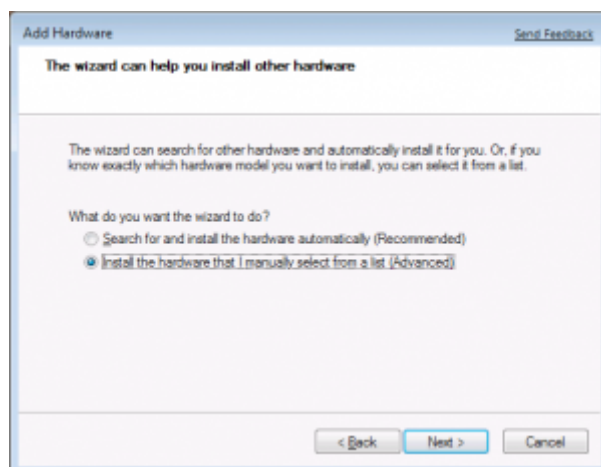 Add Hardware
Send Feedback
The wizard can help you install other hardware
The wizard can search for other hardware and automatically install it for you. Or, if you
know exactly which hardware model you want to install, you can select it from a list.
What do you want the wizard to do?
Search for and install the hardware automatically (Recommended)
Install the hardware that I manually select from a list (Advanced)
< Back
Next >
Cancel